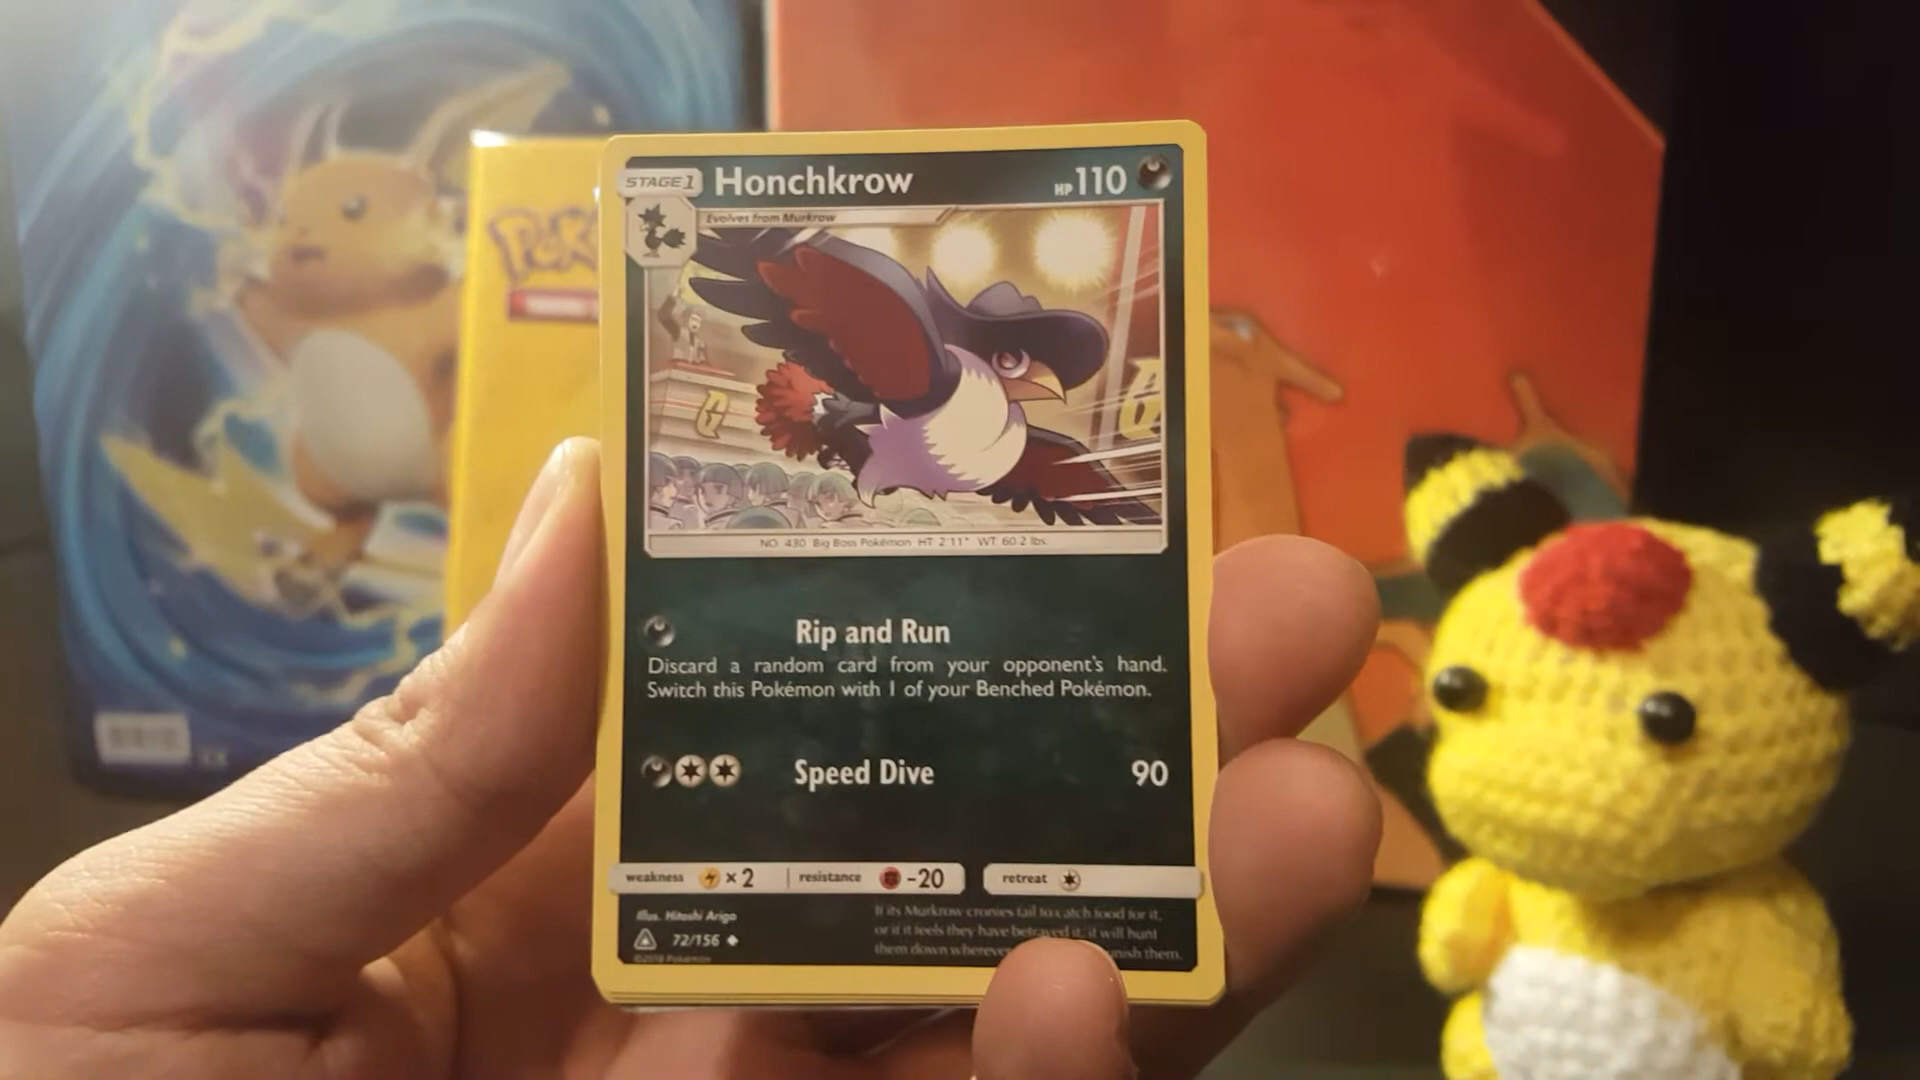 STAGE 1 Honchkrow HP 110
Evolves from Murkrow
G
G
NO. 430 Big Boss Pokémon HT: 2'11" WT: 60.2 lbs.
Rip and Run
Discard a random card from your opponent's hand.
Switch this Pokémon with 1 of your Benched Pokémon.
Speed Dive 90
weakness ×2 resistance -20 retreat
Illus. Hitoshi Ariga
72/156
©2018 Pokémon
If its Murkrow cronies fail to catch food for it,
or if it feels they have betrayed it, it will hunt
them down them.